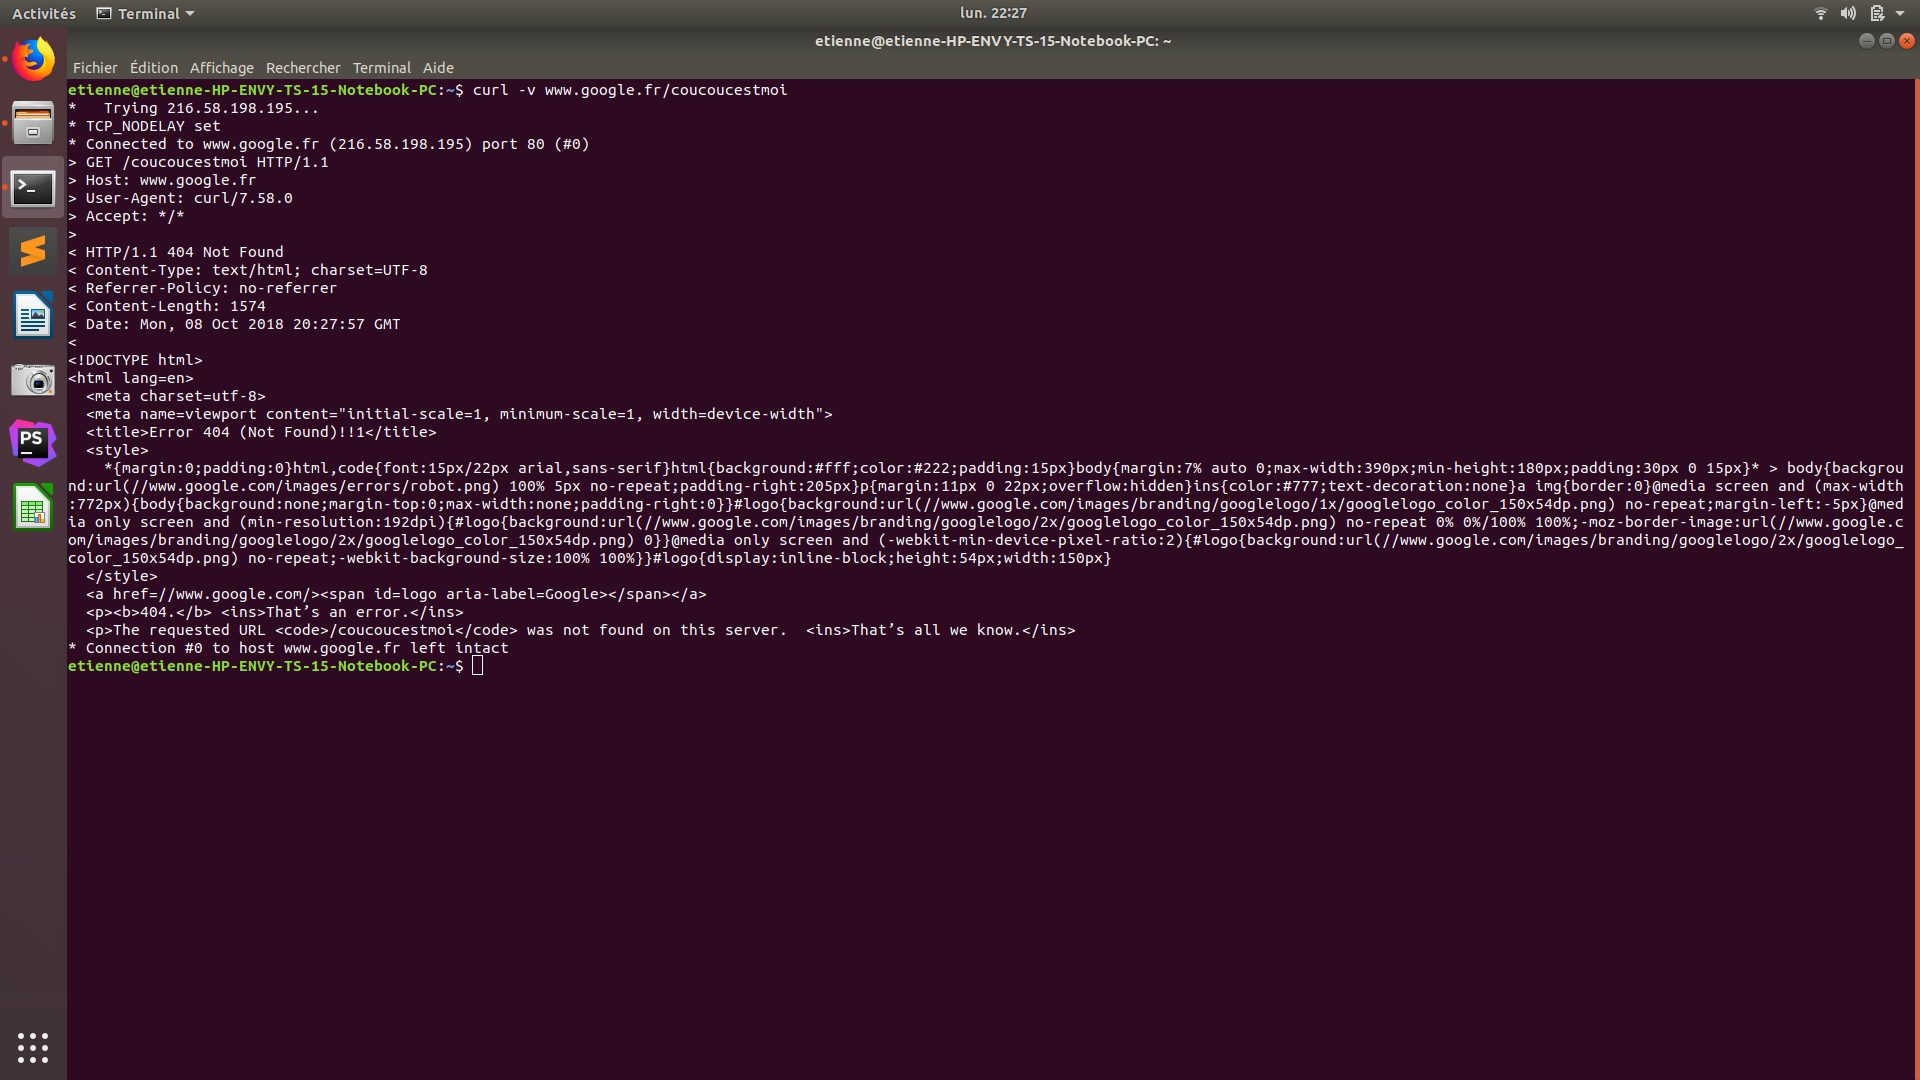 Activités Terminal lun. 22:27
etienne@etienne-HP-ENVY-TS-15-Notebook-PC: ~
Fichier Édition Affichage Rechercher Terminal Aide
etienne@etienne-HP-ENVY-TS-15-Notebook-PC:~$ curl -v www.google.fr/coucoucestmoi
*   Trying 216.58.198.195...
* TCP_NODELAY set
* Connected to www.google.fr (216.58.198.195) port 80 (#0)
> GET /coucoucestmoi HTTP/1.1
> Host: www.google.fr
> User-Agent: curl/7.58.0
> Accept: */*
>
< HTTP/1.1 404 Not Found
< Content-Type: text/html; charset=UTF-8
< Referrer-Policy: no-referrer
< Content-Length: 1574
< Date: Mon, 08 Oct 2018 20:27:57 GMT
<
<!DOCTYPE html>
<html lang=en>
  <meta charset=utf-8>
  <meta name=viewport content="initial-scale=1, minimum-scale=1, width=device-width">
  <title>Error 404 (Not Found)!!1</title>
  <style>
    *{margin:0;padding:0}html,code{font:15px/22px arial,sans-serif}html{background:#fff;color:#222;padding:15px}body{margin:7% auto 0;max-width:390px;min-height:180px;padding:30px 0 15px}* > body{backgrou
nd:url(//www.google.com/images/errors/robot.png) 100% 5px no-repeat;padding-right:205px}p{margin:11px 0 22px;overflow:hidden}ins{color:#777;text-decoration:none}a img{border:0}@media screen and (max-width
:772px){body{background:none;margin-top:0;max-width:none;padding-right:0}}#logo{background:url(//www.google.com/images/branding/googlelogo/1x/googlelogo_color_150x54dp.png) no-repeat;margin-left:-5px}@med
ia only screen and (min-resolution:192dpi){#logo{background:url(//www.google.com/images/branding/googlelogo/2x/googlelogo_color_150x54dp.png) no-repeat 0% 0%/100% 100%;-moz-border-image:url(//www.google.c
om/images/branding/googlelogo/2x/googlelogo_color_150x54dp.png) 0}}@media only screen and (-webkit-min-device-pixel-ratio:2){#logo{background:url(//www.google.com/images/branding/googlelogo/2x/googlelogo_
color_150x54dp.png) no-repeat;-webkit-background-size:100% 100%}}#logo{display:inline-block;height:54px;width:150px}
  </style>
  <a href=//www.google.com/><span id=logo aria-label=Google></span></a>
  <p><b>404.</b> <ins>That’s an error.</ins>
  <p>The requested URL <code>/coucoucestmoi</code> was not found on this server.  <ins>That’s all we know.</ins>
* Connection #0 to host www.google.fr left intact
etienne@etienne-HP-ENVY-TS-15-Notebook-PC:~$
PS